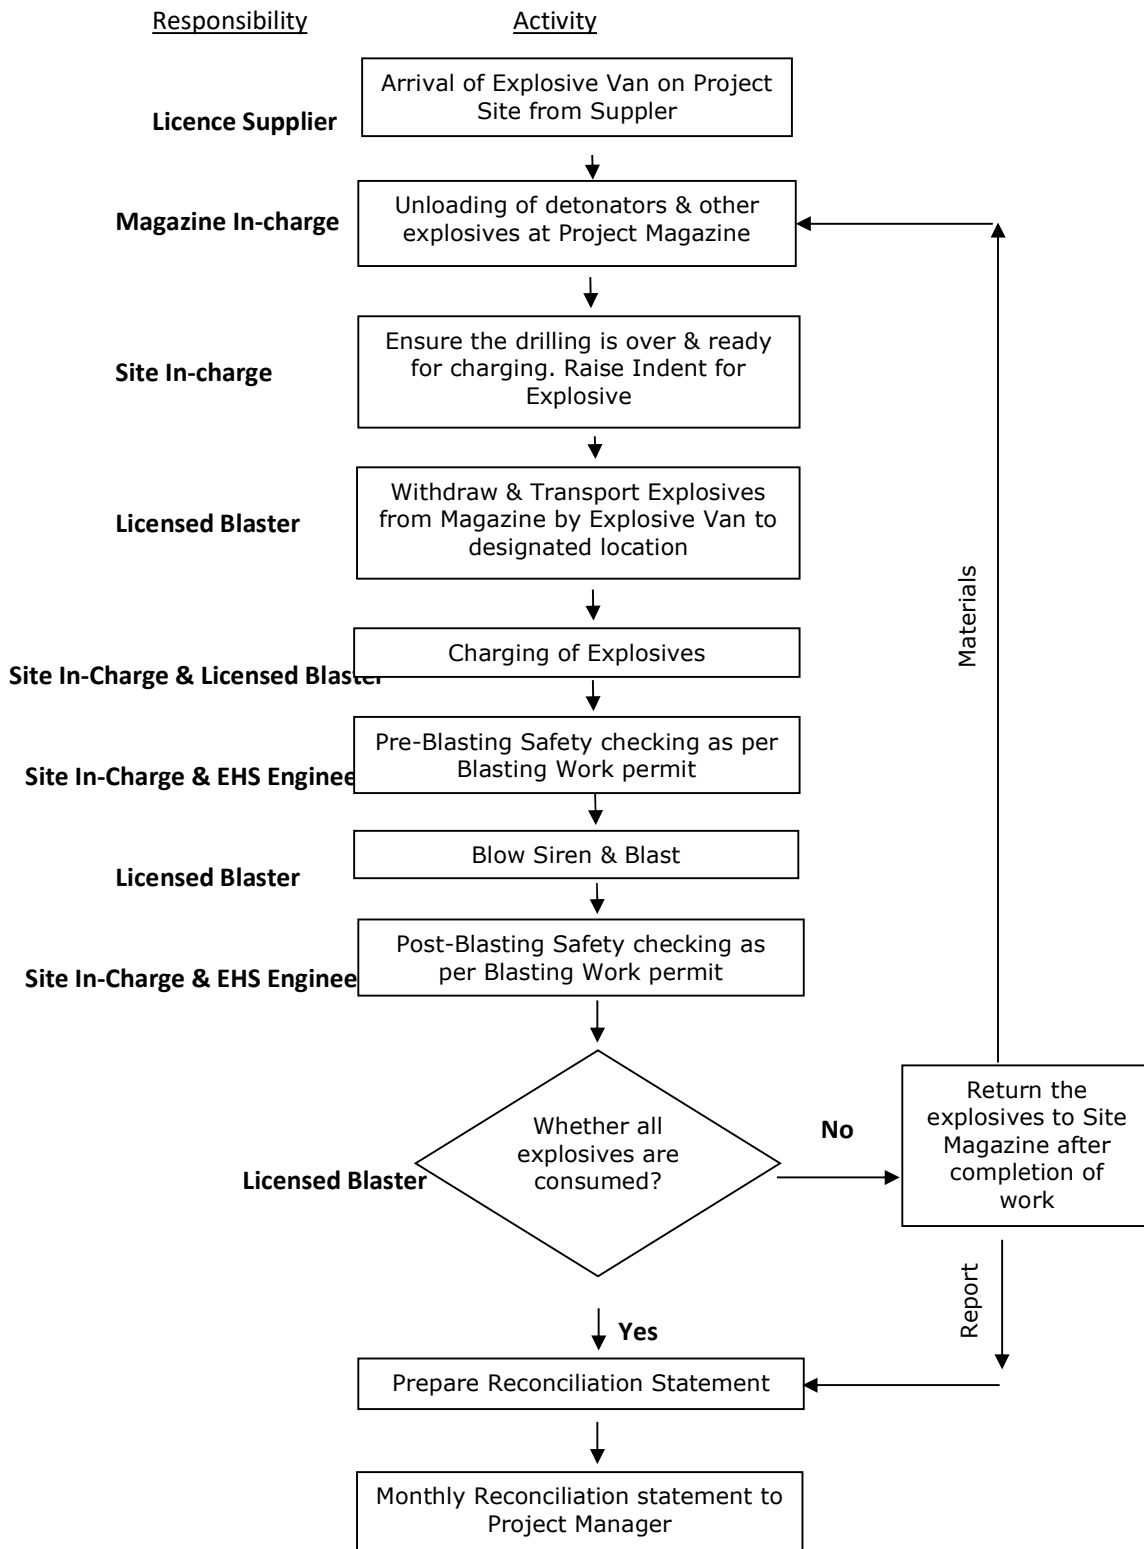 Responsibility
Activity
Arrival of Explosive Van on Project
Site from Suppler
Licence Supplier
Magazine In-charge
Unloading of detonators & other
explosives at Project Magazine
Site In-charge
Ensure the drilling is over & ready
for charging. Raise Indent for
Explosive
Licensed Blaster
Withdraw & Transport Explosives
from Magazine by Explosive Van to
designated location
Materials
Charging of Explosives
Site In-Charge & Licensed Blaster
Pre-Blasting Safety checking as per
Blasting Work permit
Site In-Charge & EHS Enginee
Blow Siren & Blast
Licensed Blaster
Post-Blasting Safety checking as
per Blasting Work permit
Site In-Charge & EHS Enginee
Whether all
explosives are
consumed?
Licensed Blaster
No
Return the
explosives to Site
Magazine after
completion of
work
Report
Yes
Prepare Reconciliation Statement
Monthly Reconciliation statement to
Project Manager